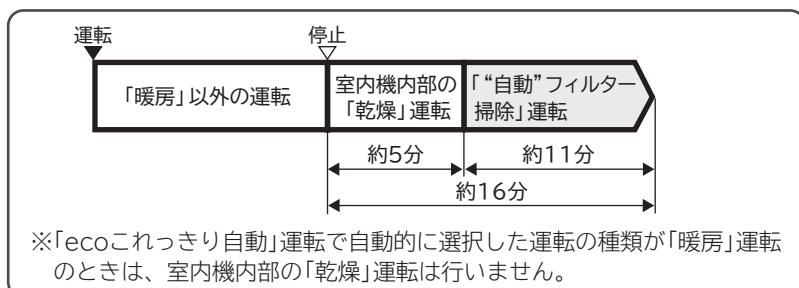 運転
停止
「暖房」以外の運転
室内機内部の
「乾燥」運転
「“自動”フィルター
掃除」運転
約5分
約11分
約16分
※「ecoこれっきり自動」運転で自動的に選択した運転の種類が「暖房」運転
のときは、室内機内部の「乾燥」運転は行いません。